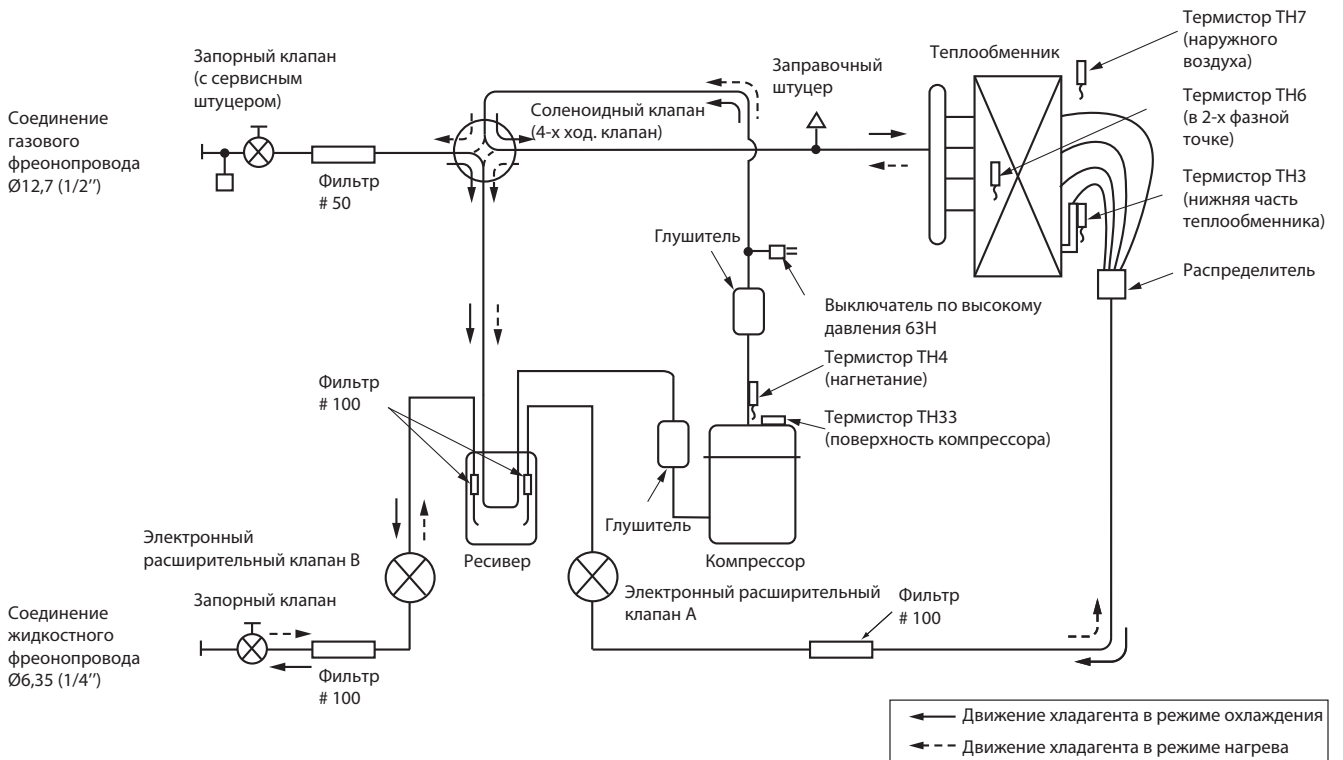 Запорный клапан
(с сервисным
штуцером)
Соединение
газового
фреонопровода
Ø12,7 (1/2’’)
Фильтр
# 50
Соленоидный клапан
(4-х ход. клапан)
Заправочный
штуцер
Теплообменник
Термистор TH7
(наружного
воздуха)
Термистор TH6
(в 2-х фазной
точке)
Термистор TH3
(нижняя часть
теплообменника)
Распределитель
Глушитель
Выключатель по высокому
давления 63H
Термистор TH4
(нагнетание)
Термистор TH33
(поверхность компрессора)
Фильтр
# 100
Глушитель
Компрессор
Ресивер
Электронный
расширительный клапан B
Электронный расширительный
клапан A
Фильтр
# 100
Соединение
жидкостного
фреонопровода
Ø6,35 (1/4’’)
Запорный клапан
Фильтр
# 100
Движение хладагента в режиме охлаждения
Движение хладагента в режиме нагрева